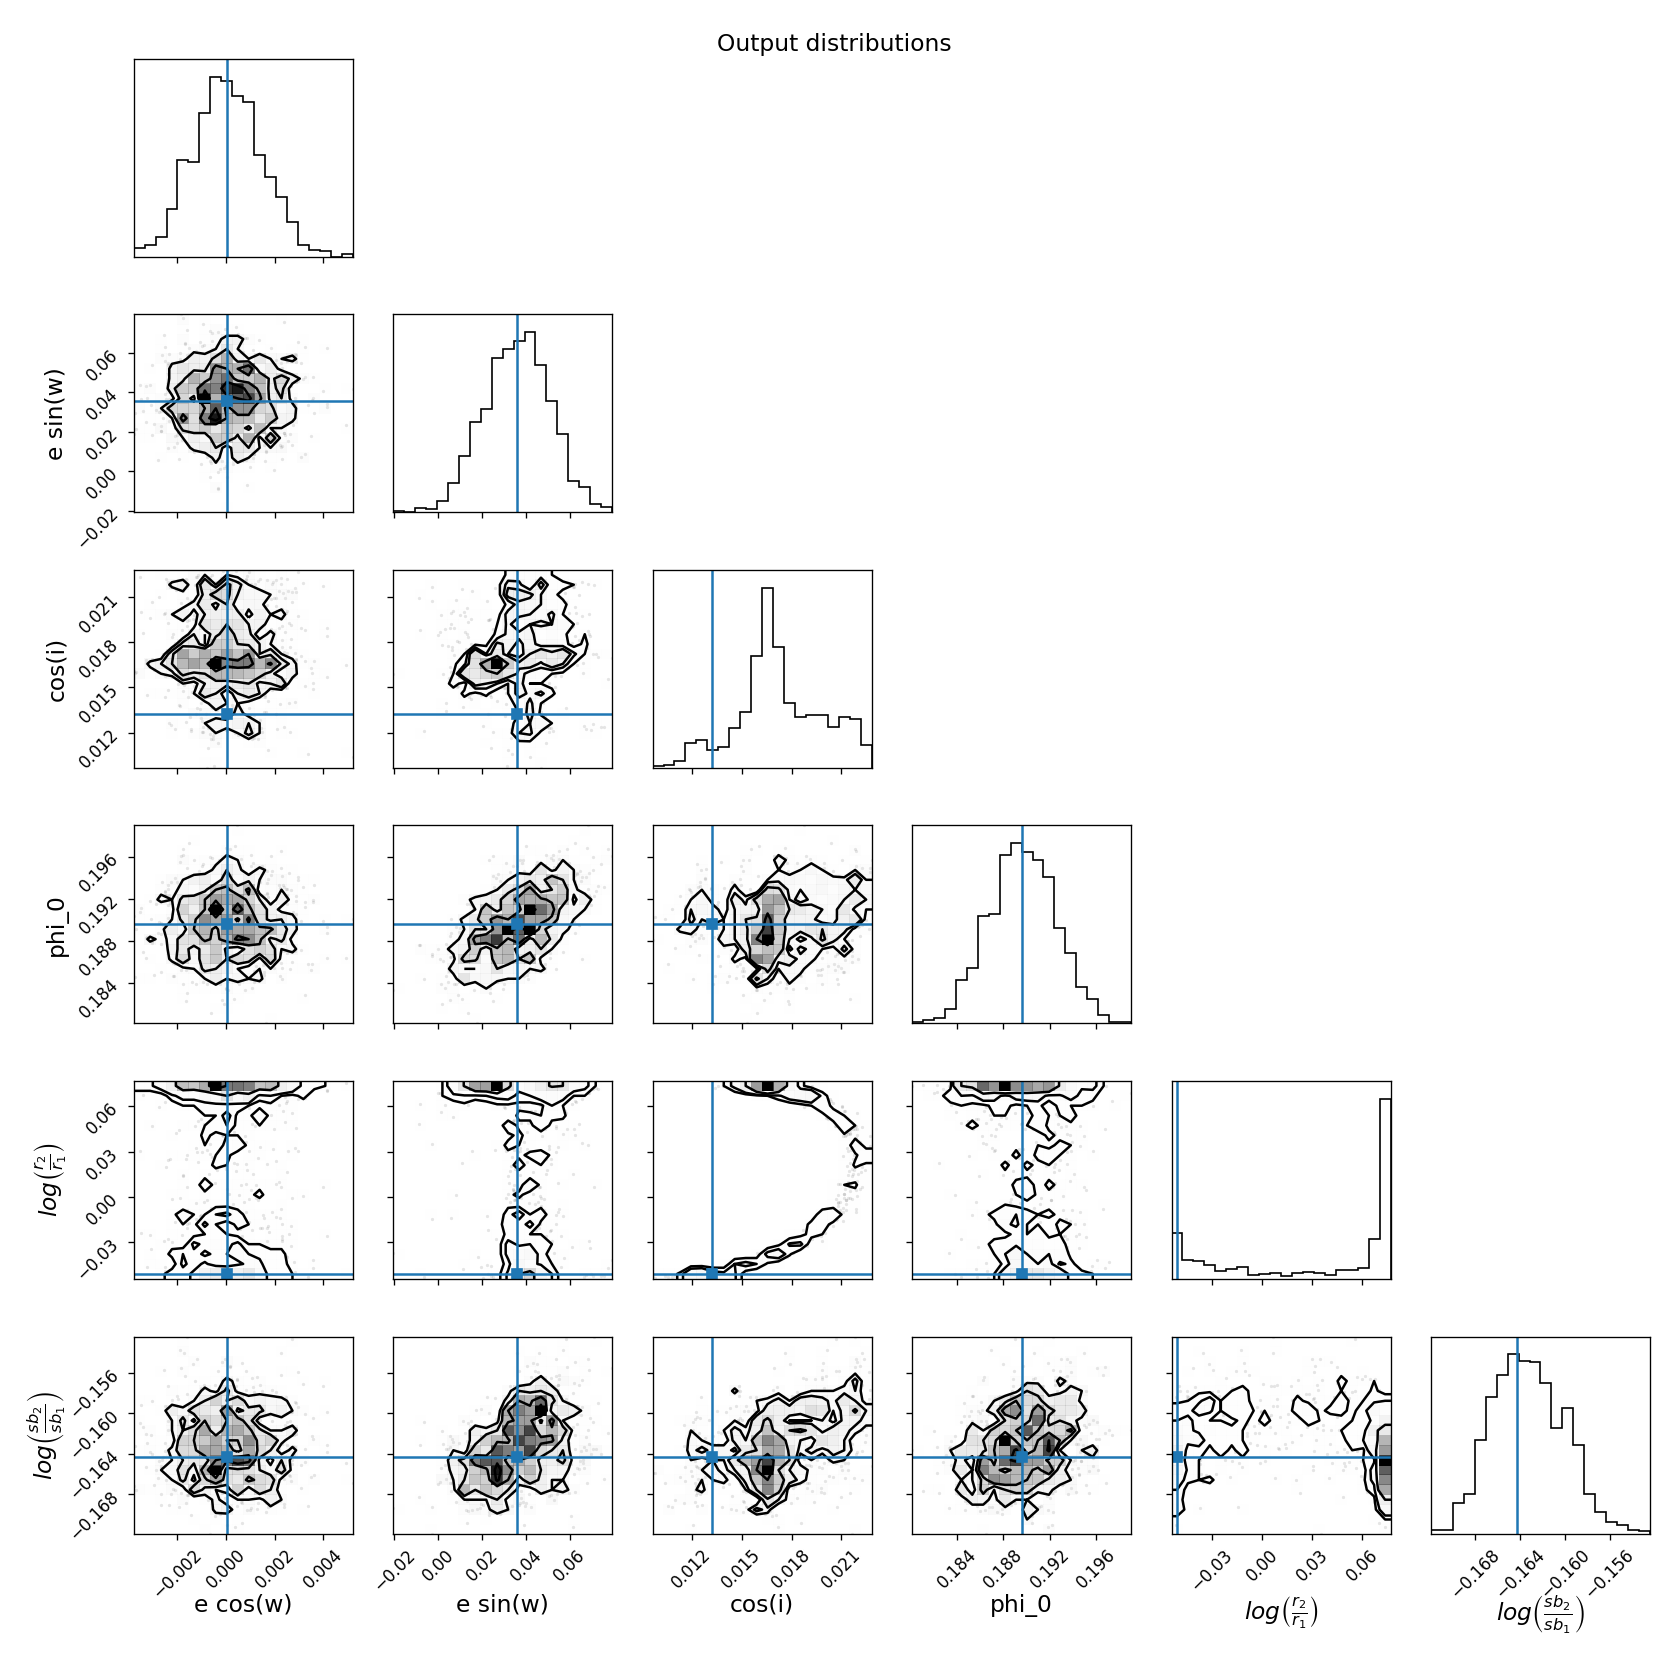 Output distributions
e sin(w)
0.06
0.04
0.02
0.00
−0.02
cos(i)
0.021
0.018
0.015
0.012
phi_0
0.196
0.192
0.188
0.184
log(r₂/r₁)
0.06
0.03
0.00
−0.03
log(sb₂/sb₁)
−0.156
−0.160
−0.164
−0.168
−0.002 0.000 0.002 0.004
e cos(w)
−0.02 0.00 0.02 0.04 0.06
e sin(w)
0.012 0.015 0.018 0.021
cos(i)
0.184 0.188 0.192 0.196
phi_0
−0.03 0.00 0.03 0.06
log(r₂/r₁)
−0.168 −0.164 −0.160 −0.156
log(sb₂/sb₁)